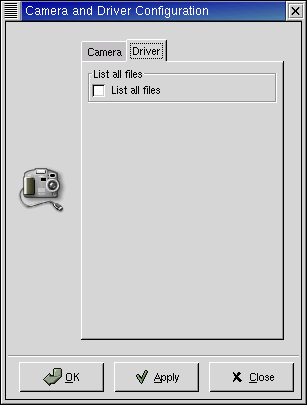 Camera and Driver Configuration
Camera Driver
List all files
List all files
OK Apply Close